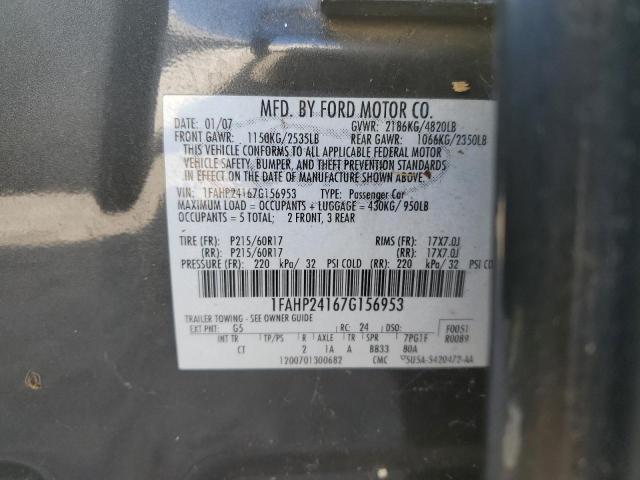 MFD. BY FORD MOTOR CO.
DATE: 01/07 GVWR: 2186KG/4820LB
FRONT GAWR: 1150KG/2535LB REAR GAWR: 1066KG/2350LB
THIS VEHICLE CONFORMS TO ALL APPLICABLE FEDERAL MOTOR
VEHICLE SAFETY, BUMPER, AND THEFT PREVENTION STANDARDS
IN EFFECT ON THE DATE OF MANUFACTURE SHOWN ABOVE.
VIN: 1FAHP24167G156953 TYPE: Passenger Car
MAXIMUM LOAD = OCCUPANTS + LUGGAGE = 430KG/950LB
OCCUPANTS = 5 TOTAL; 2 FRONT, 3 REAR
TIRE (FR): P215/60R17 RIMS (FR): 17X7.0J
(RR): P215/60R17 (RR): 17X7.0J
PRESSURE (FR): 220 kPa/ 32 PSI COLD (RR): 220 kPa/ 32 PSI COLD
1FAHP24167G156953
TRAILER TOWING - SEE OWNER GUIDE
EXT PNT: G5 RC: 24 DSO: F0051
INT TR TP/PS R AXLE TR SPR 7PG1F R0089
CT 2 1A A B833 80A
1200701300682 CMC 5U5A-3420472-AA